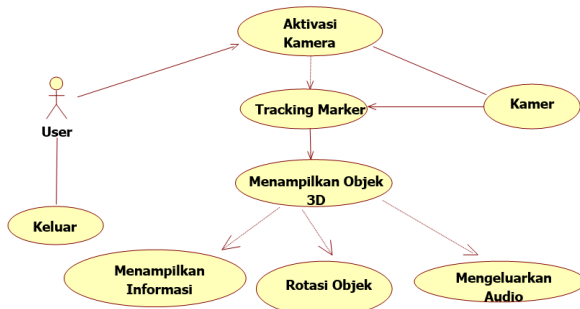 Aktivasi
Kamera
Tracking Marker
Kamer
User
Menampilkan Objek
3D
Keluar
Menampilkan
Informasi
Rotasi Objek
Mengeluarkan
Audio